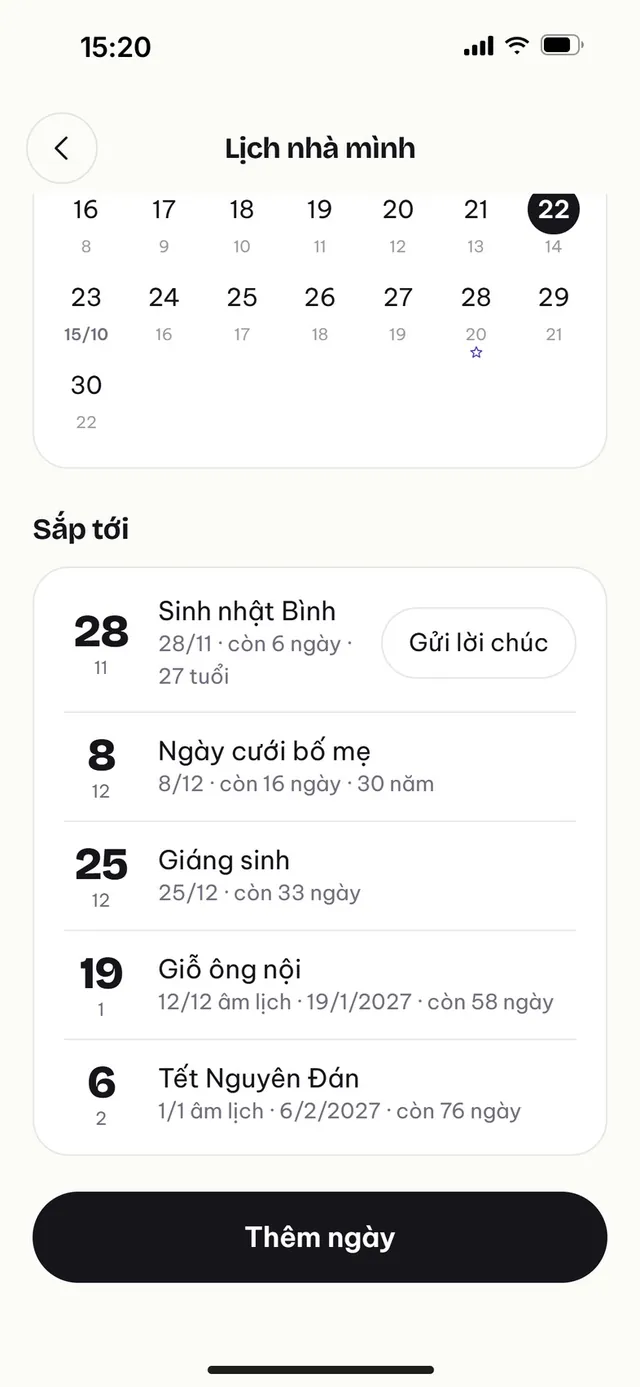 15:20
Lịch nhà mình
16 17 18 19 20 21 22
8 9 10 11 12 13 14
23 24 25 26 27 28 29
15/10 16 17 18 19 20 21
30
22
Sắp tới
28
11
Sinh nhật Bình
28/11 · còn 6 ngày ·
27 tuổi
Gửi lời chúc
8
12
Ngày cưới bố mẹ
8/12 · còn 16 ngày · 30 năm
25
12
Giáng sinh
25/12 · còn 33 ngày
19
1
Giỗ ông nội
12/12 âm lịch · 19/1/2027 · còn 58 ngày
6
2
Tết Nguyên Đán
1/1 âm lịch · 6/2/2027 · còn 76 ngày
Thêm ngày